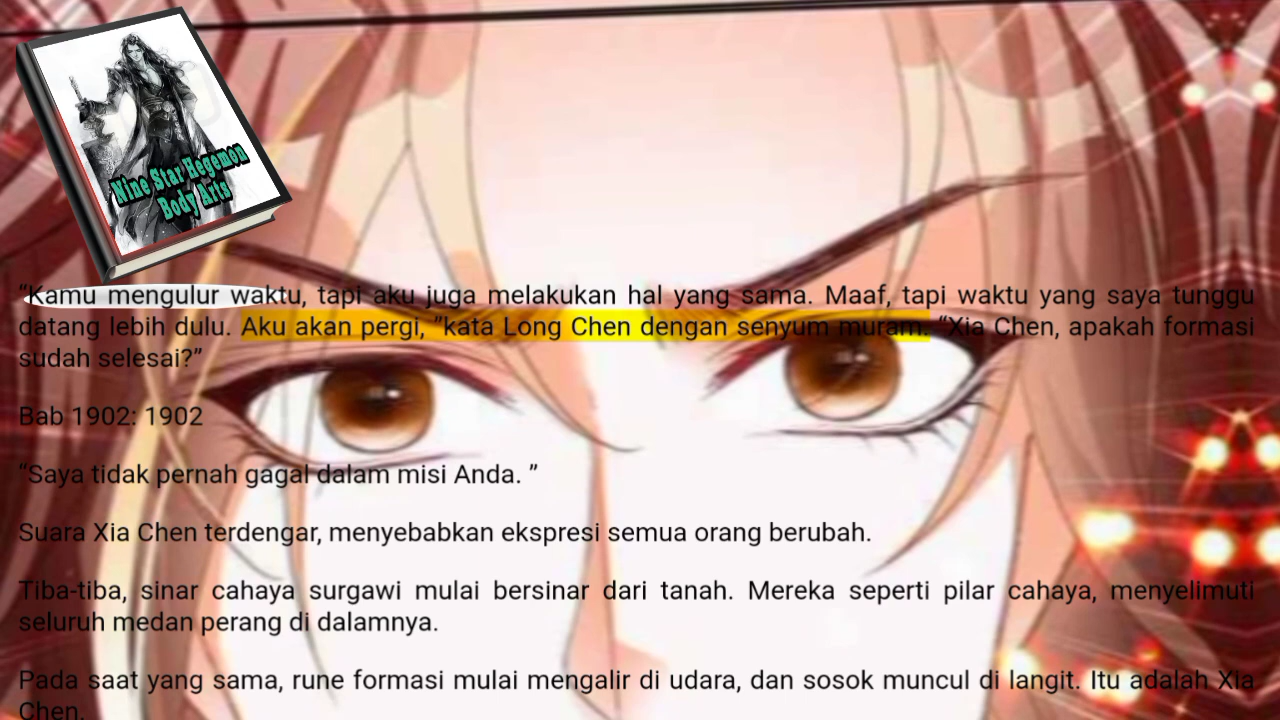 Nine Star Hegemon
Body Arts
“Kamu mengulur waktu, tapi aku juga melakukan hal yang sama. Maaf, tapi waktu yang saya tunggu
datang lebih dulu. Aku akan pergi, ”kata Long Chen dengan senyum muram. “Xia Chen, apakah formasi
sudah selesai?”
Bab 1902: 1902
“Saya tidak pernah gagal dalam misi Anda. ”
Suara Xia Chen terdengar, menyebabkan ekspresi semua orang berubah.
Tiba-tiba, sinar cahaya surgawi mulai bersinar dari tanah. Mereka seperti pilar cahaya, menyelimuti
seluruh medan perang di dalamnya.
Pada saat yang sama, rune formasi mulai mengalir di udara, dan sosok muncul di langit. Itu adalah Xia
Chen.